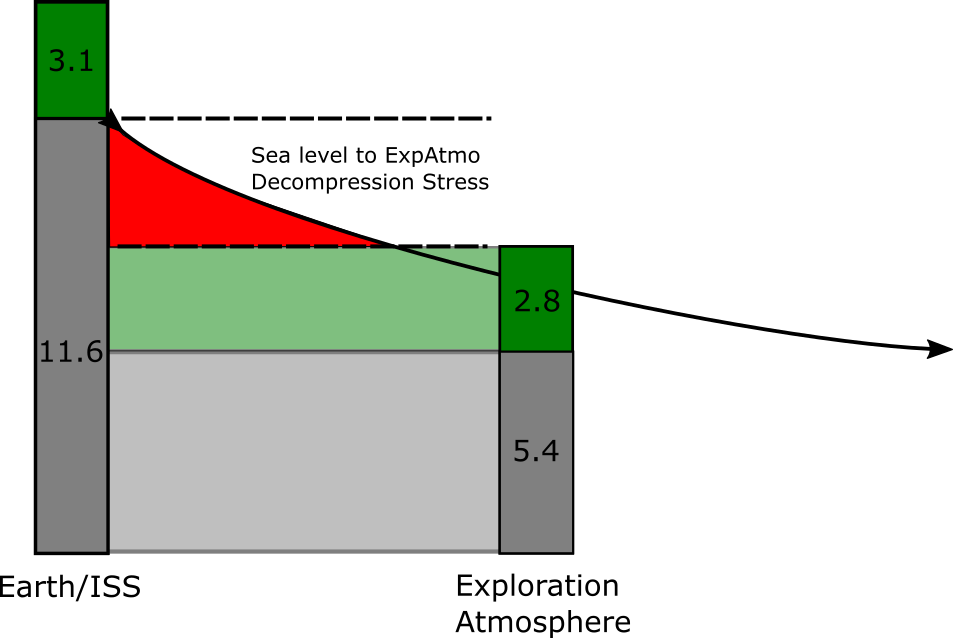 3.1
Sea level to ExpAtmo
Decompression Stress
2.8
11.6
5.4
Earth/ISS
Exploration
Atmosphere